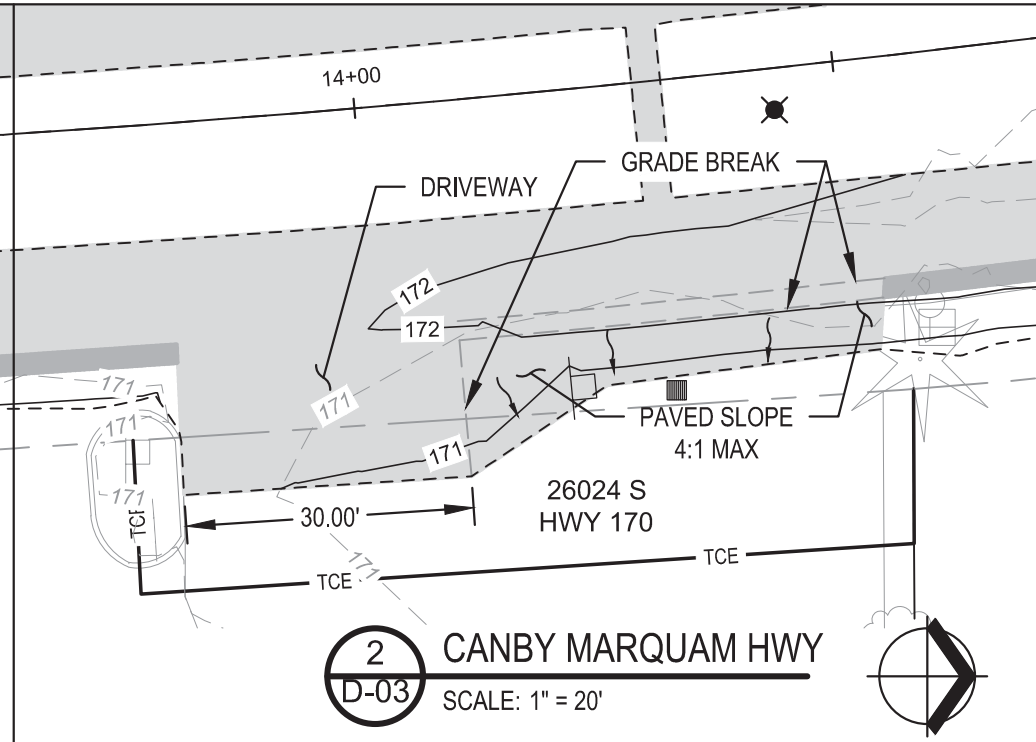 14+00
GRADE BREAK
DRIVEWAY
172
172
171
171
171
171
171
PAVED SLOPE
4:1 MAX
26024 S
HWY 170
30.00'
TCE
TCE
TCE
171
2
D-03
CANBY MARQUAM HWY
SCALE: 1" = 20'